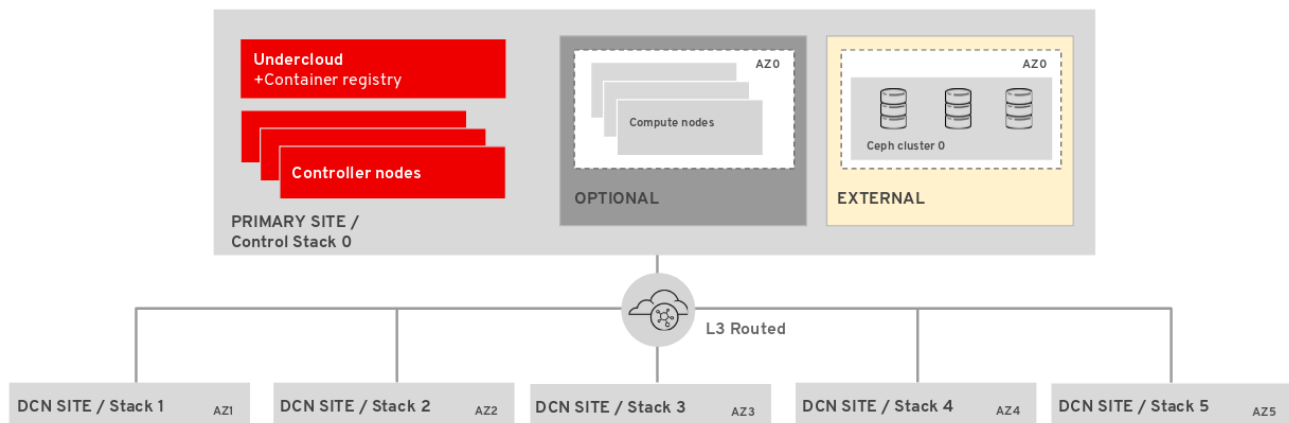 Undercloud
+Container registry
Controller nodes
PRIMARY SITE /
Control Stack 0
AZ0
Compute nodes
OPTIONAL
AZ0
Ceph cluster 0
EXTERNAL
L3 Routed
DCN SITE / Stack 1
AZ1
DCN SITE / Stack 2
AZ2
DCN SITE / Stack 3
AZ3
DCN SITE / Stack 4
AZ4
DCN SITE / Stack 5
AZ5